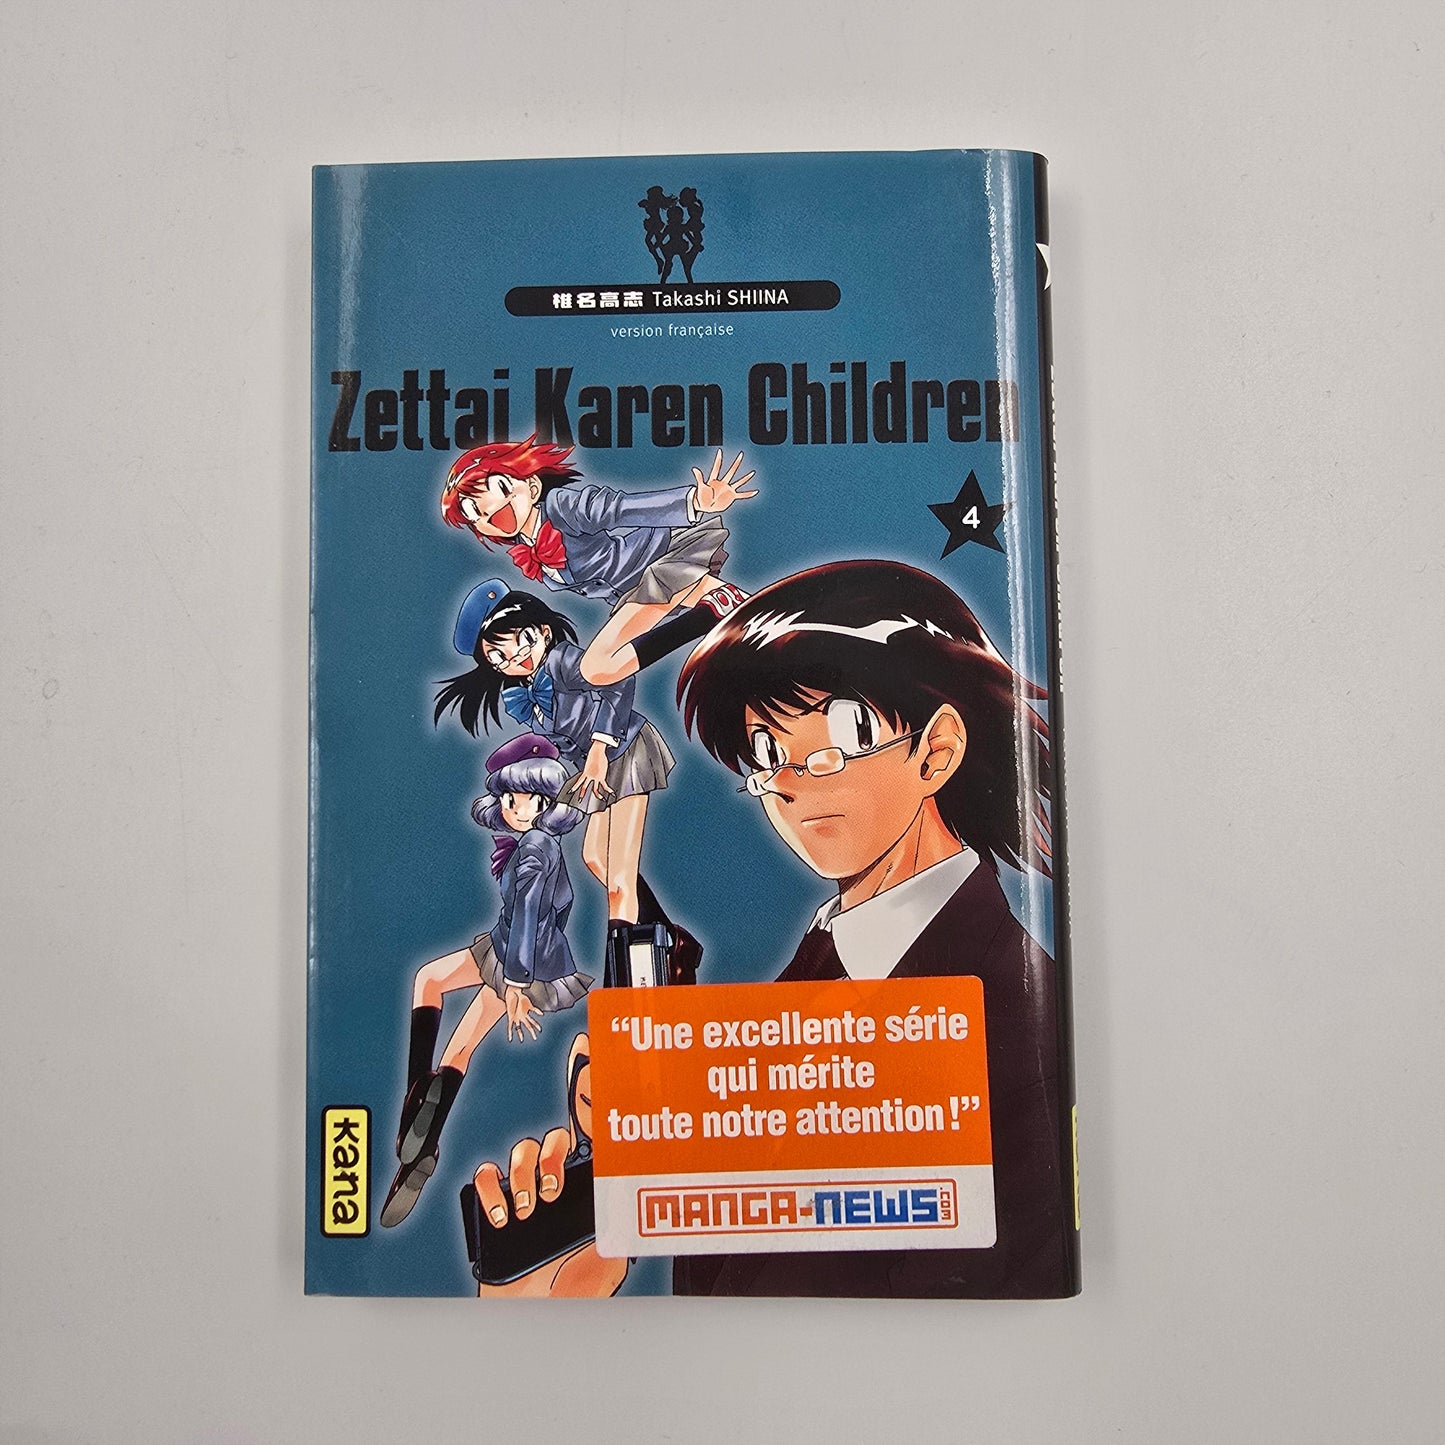 椎名高志 Takashi SHIINA
version française
Zettai Karen Children
4
"Une excellente série
qui mérite
toute notre attention !"
MANGA-NEWS.com
kana